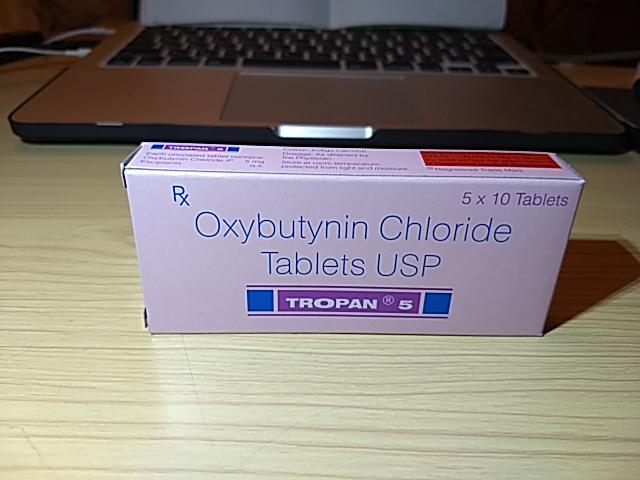 TROPAN 5
Each uncoated tablet contains:
Oxybutynin Chloride IP 5 mg
Excipients q.s.
Colour: Indigo Carmine
Dosage: As directed by
the Physician.
Store at room temperature,
protected from light and moisture.
® Registered Trade Mark
Rx
5 x 10 Tablets
Oxybutynin Chloride
Tablets USP
TROPAN ® 5